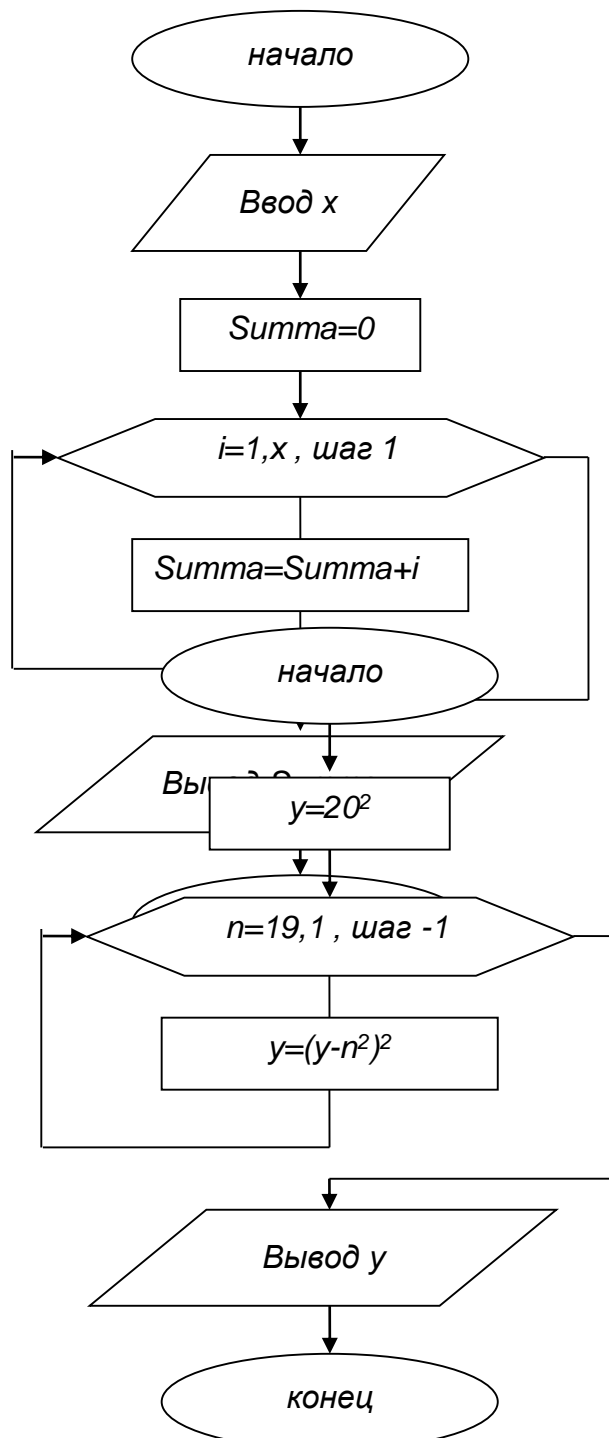 начало
Ввод x
Summa=0
i=1,x , шаг 1
Summa=Summa+i
начало
y=20²
n=19,1 , шаг -1
y=(y-n²)²
Вывод y
конец